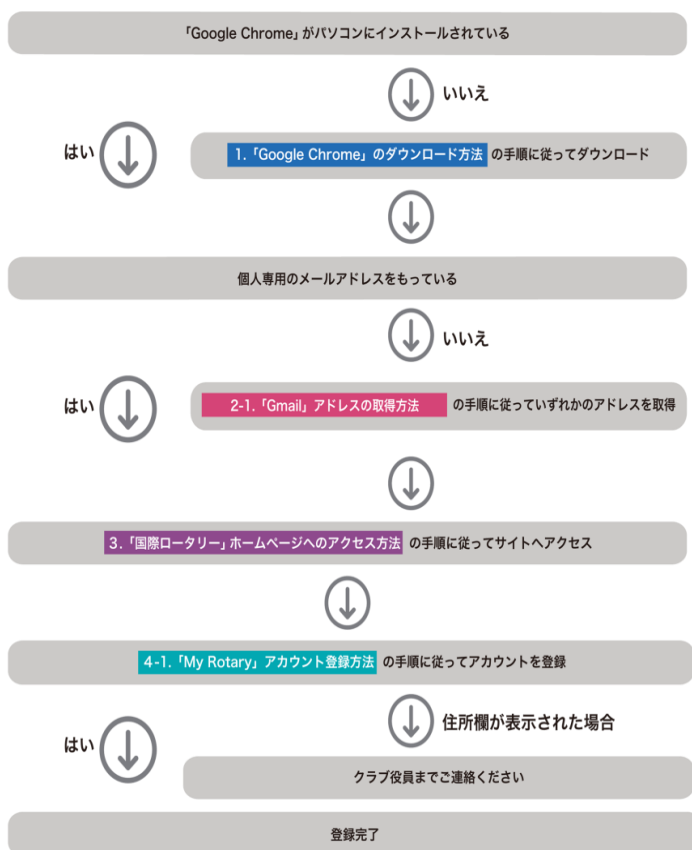 「Google Chrome」がパソコンにインストールされている
いいえ
はい
1.「Google Chrome」のダウンロード方法 の手順に従ってダウンロード
個人専用のメールアドレスをもっている
いいえ
はい
2-1.「Gmail」アドレスの取得方法 の手順に従っていずれかのアドレスを取得
3.「国際ロータリー」ホームページへのアクセス方法 の手順に従ってサイトへアクセス
4-1.「My Rotary」アカウント登録方法 の手順に従ってアカウントを登録
住所欄が表示された場合
はい
クラブ役員までご連絡ください
登録完了